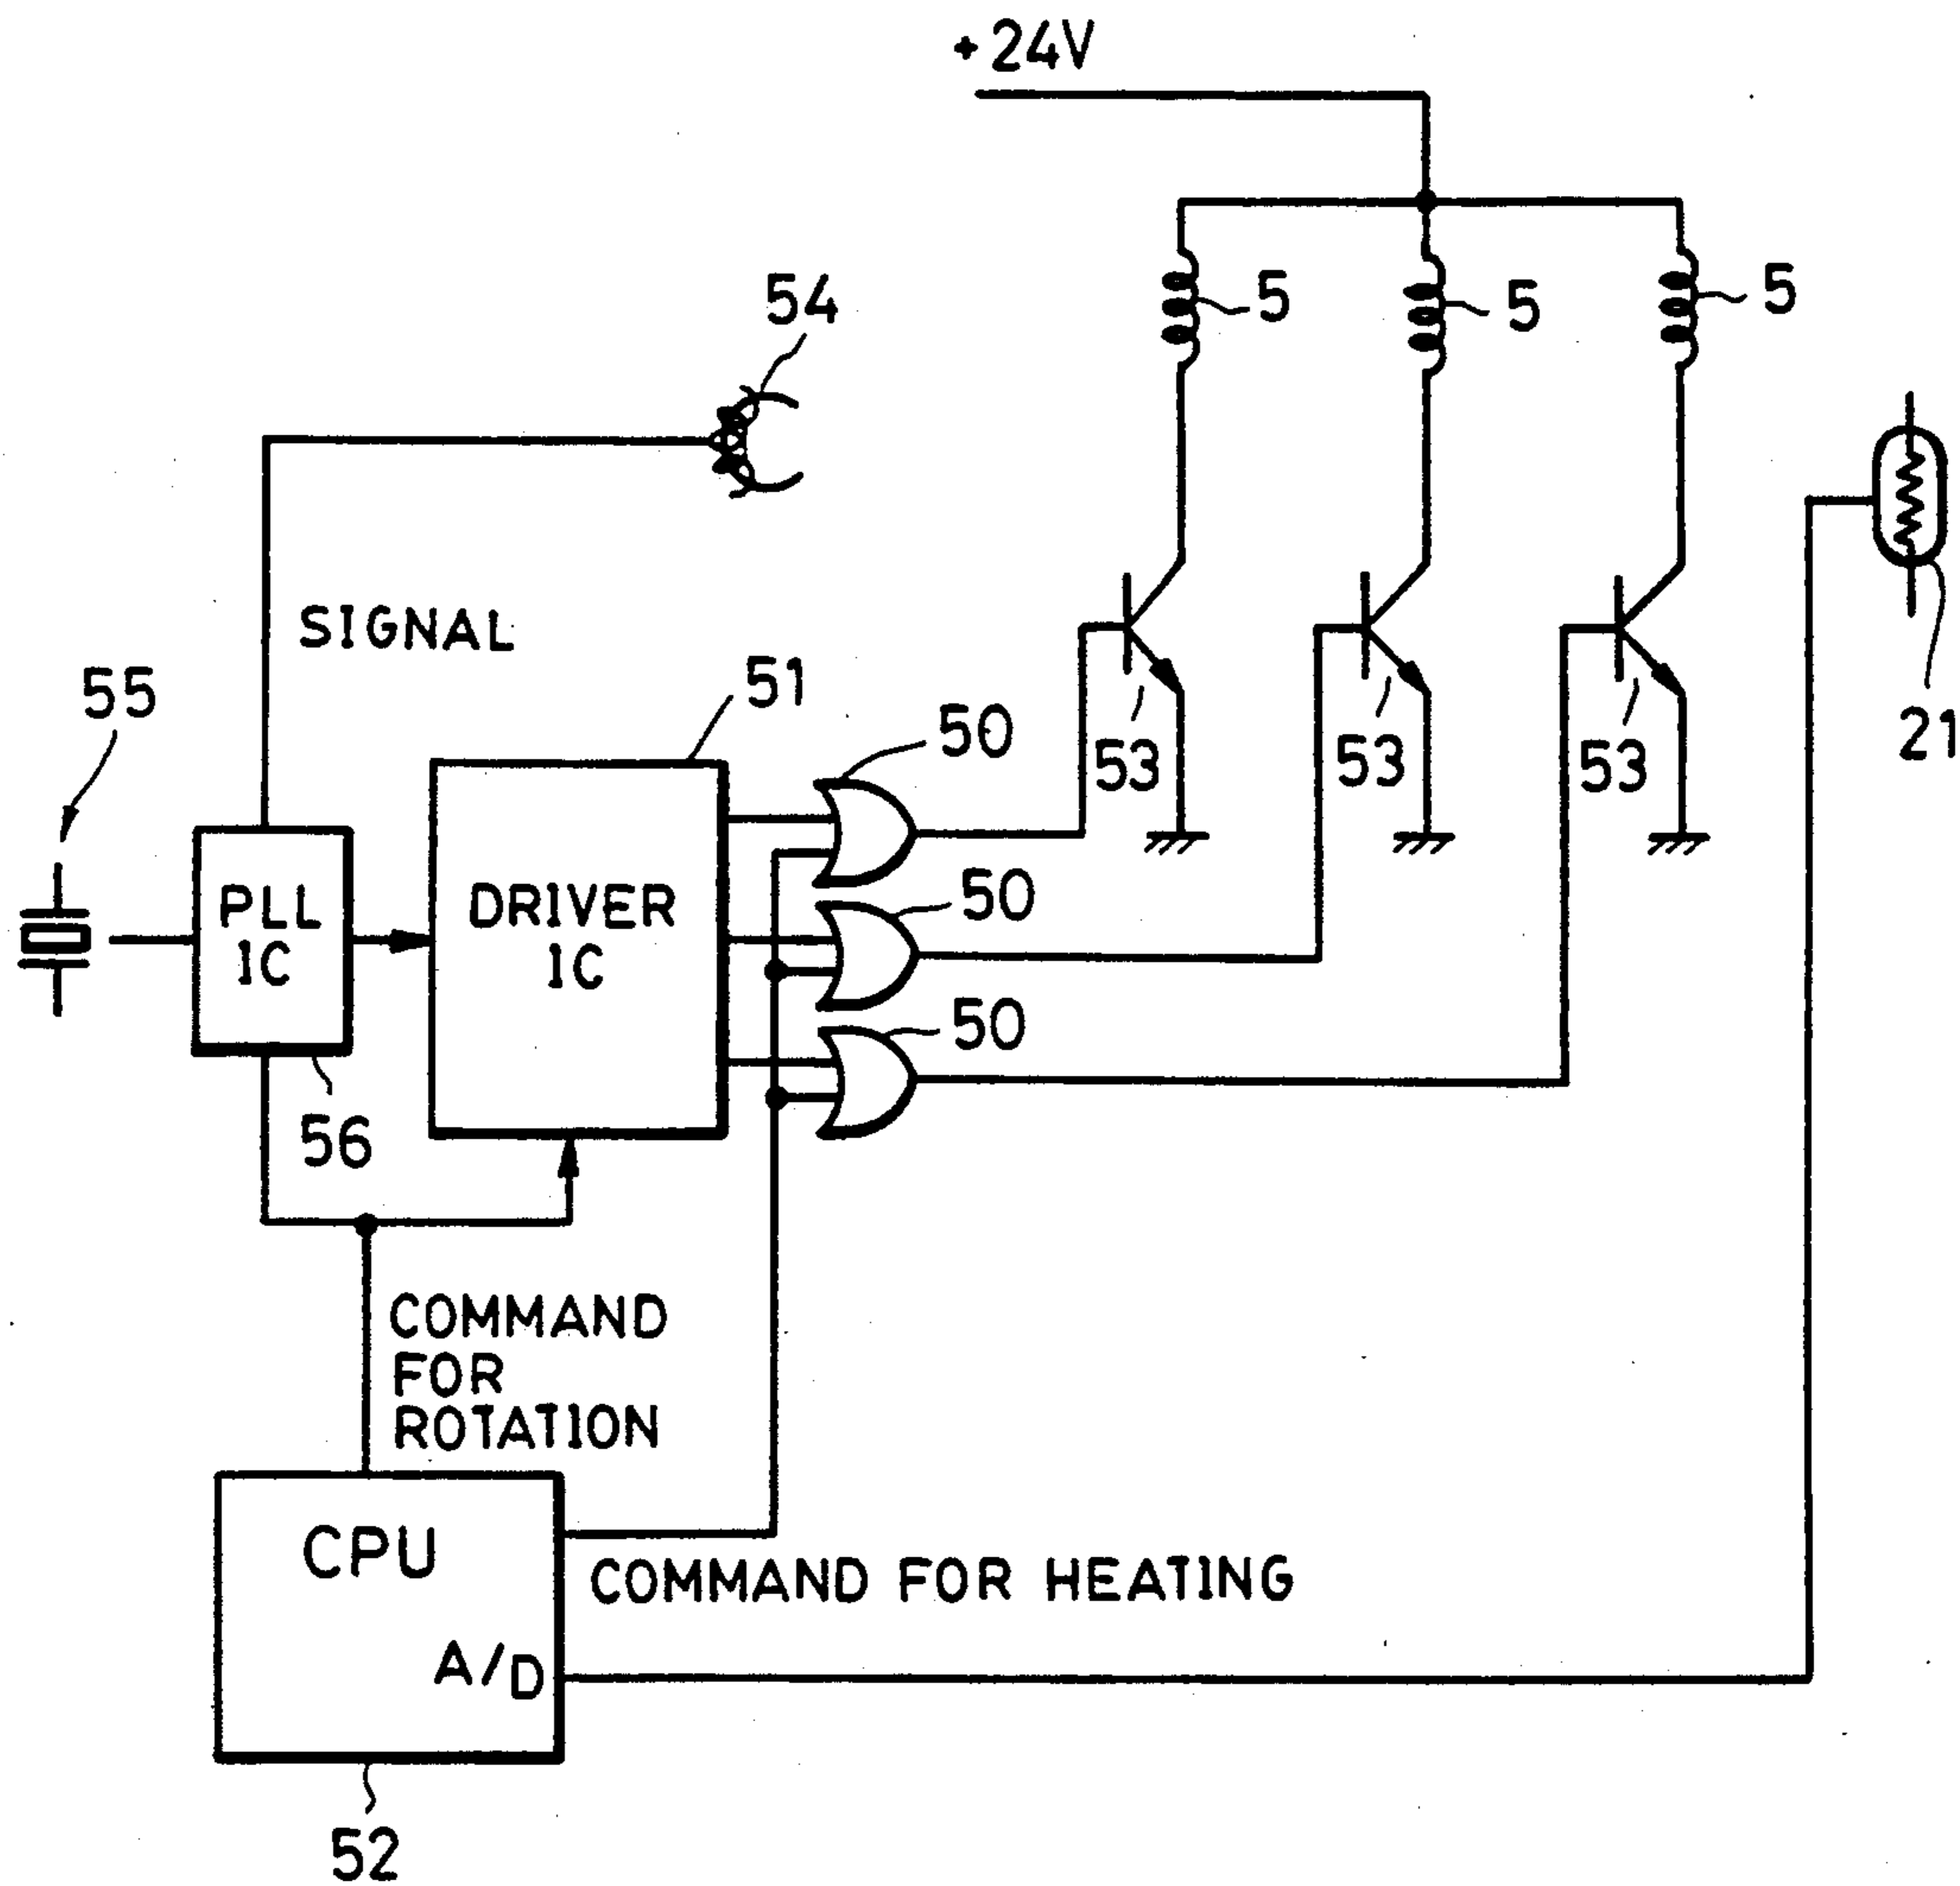 +24V
54
5
5
5
SIGNAL
55
51
50
53
53
53
21
PLL
IC
DRIVER
IC
50
50
56
COMMAND
FOR
ROTATION
CPU
COMMAND FOR HEATING
A/D
52